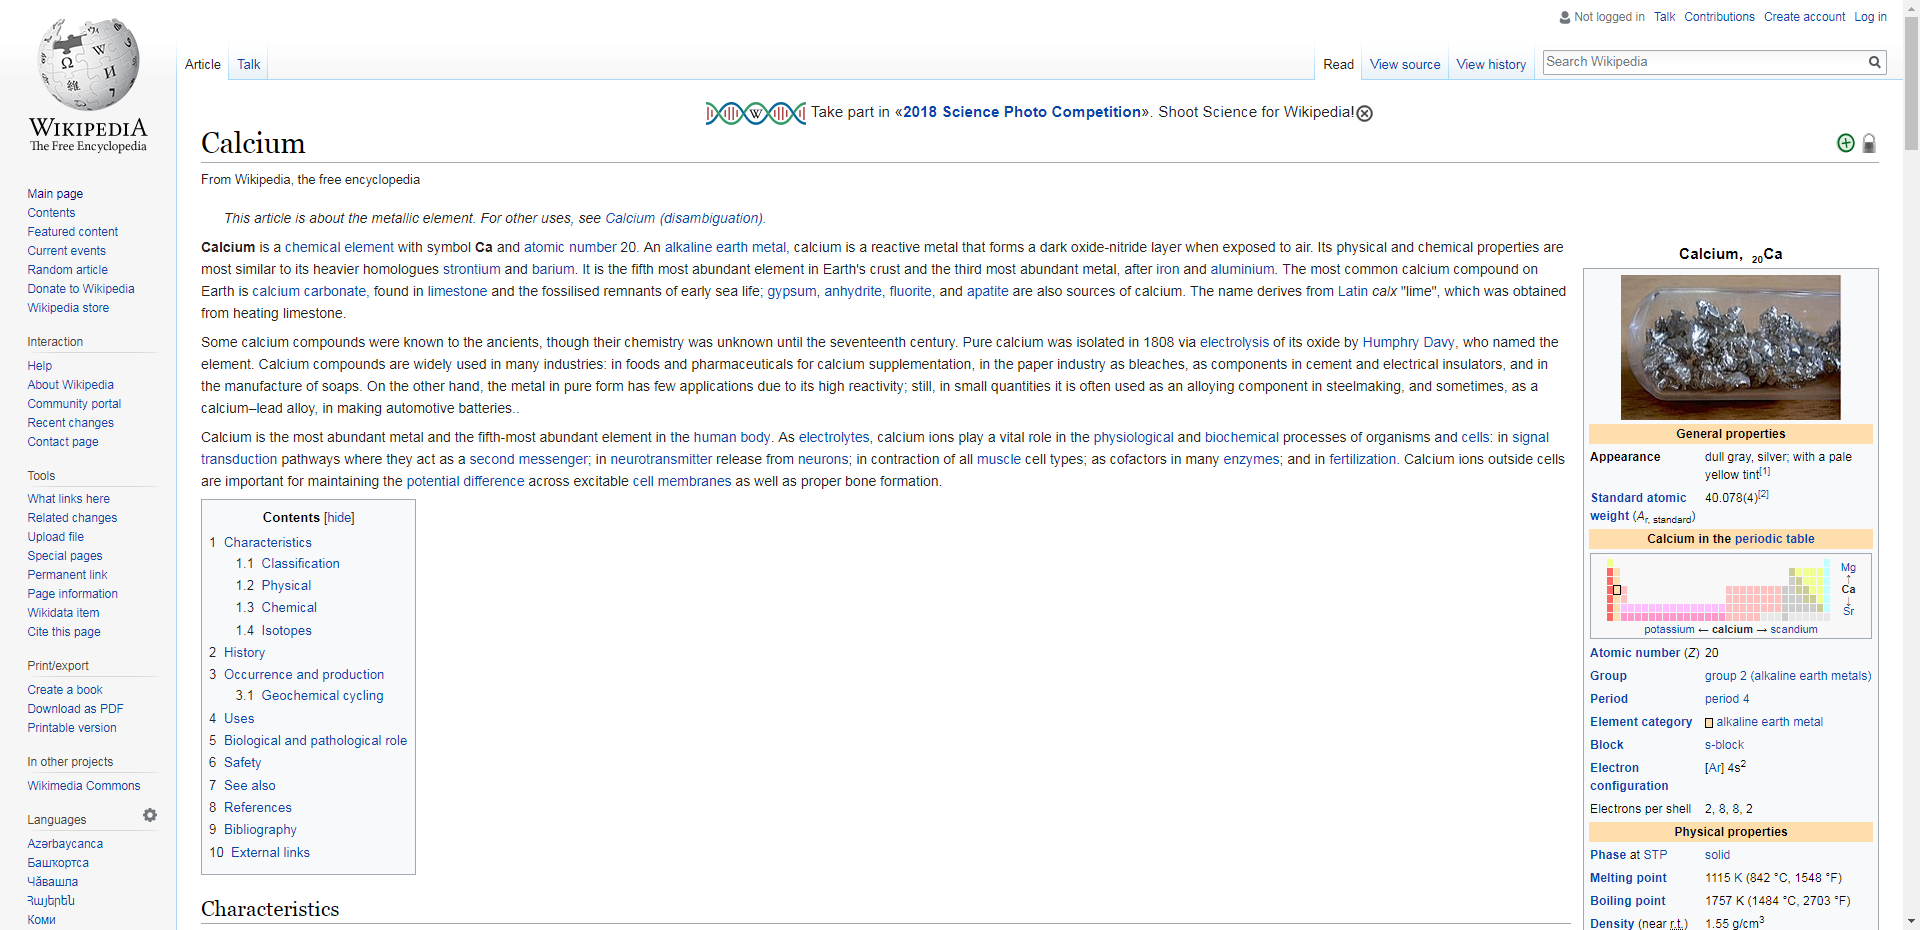 Not logged in Talk Contributions Create account Log in
Article Talk Read View source View history Search Wikipedia
WIKIPEDIA
The Free Encyclopedia
Take part in «2018 Science Photo Competition». Shoot Science for Wikipedia!
Calcium
From Wikipedia, the free encyclopedia
This article is about the metallic element. For other uses, see Calcium (disambiguation).
Calcium is a chemical element with symbol Ca and atomic number 20. An alkaline earth metal, calcium is a reactive metal that forms a dark oxide-nitride layer when exposed to air. Its physical and chemical properties are
most similar to its heavier homologues strontium and barium. It is the fifth most abundant element in Earth's crust and the third most abundant metal, after iron and aluminium. The most common calcium compound on
Earth is calcium carbonate, found in limestone and the fossilised remnants of early sea life; gypsum, anhydrite, fluorite, and apatite are also sources of calcium. The name derives from Latin calx "lime", which was obtained
from heating limestone.
Some calcium compounds were known to the ancients, though their chemistry was unknown until the seventeenth century. Pure calcium was isolated in 1808 via electrolysis of its oxide by Humphry Davy, who named the
element. Calcium compounds are widely used in many industries: in foods and pharmaceuticals for calcium supplementation, in the paper industry as bleaches, as components in cement and electrical insulators, and in
the manufacture of soaps. On the other hand, the metal in pure form has few applications due to its high reactivity; still, in small quantities it is often used as an alloying component in steelmaking, and sometimes, as a
calcium–lead alloy, in making automotive batteries..
Calcium is the most abundant metal and the fifth-most abundant element in the human body. As electrolytes, calcium ions play a vital role in the physiological and biochemical processes of organisms and cells: in signal
transduction pathways where they act as a second messenger; in neurotransmitter release from neurons; in contraction of all muscle cell types; as cofactors in many enzymes; and in fertilization. Calcium ions outside cells
are important for maintaining the potential difference across excitable cell membranes as well as proper bone formation.
Contents [hide]
1 Characteristics
1.1 Classification
1.2 Physical
1.3 Chemical
1.4 Isotopes
2 History
3 Occurrence and production
3.1 Geochemical cycling
4 Uses
5 Biological and pathological role
6 Safety
7 See also
8 References
9 Bibliography
10 External links
Characteristics
Calcium, 20Ca
General properties
Appearance dull gray, silver; with a pale
yellow tint[1]
Standard atomic 40.078(4)[2]
weight (Ar, standard)
Calcium in the periodic table
Mg
↑
Ca
↓
Sr
potassium ← calcium → scandium
Atomic number (Z) 20
Group group 2 (alkaline earth metals)
Period period 4
Element category alkaline earth metal
Block s-block
Electron [Ar] 4s2
configuration
Electrons per shell 2, 8, 8, 2
Physical properties
Phase at STP solid
Melting point 1115 K (842 °C, 1548 °F)
Boiling point 1757 K (1484 °C, 2703 °F)
Density (near r.t.) 1.55 g/cm3
Main page
Contents
Featured content
Current events
Random article
Donate to Wikipedia
Wikipedia store
Interaction
Help
About Wikipedia
Community portal
Recent changes
Contact page
Tools
What links here
Related changes
Upload file
Special pages
Permanent link
Page information
Wikidata item
Cite this page
Print/export
Create a book
Download as PDF
Printable version
In other projects
Wikimedia Commons
Languages
Azərbaycanca
Башҡортса
Чӑвашла
Հայերեն
Коми